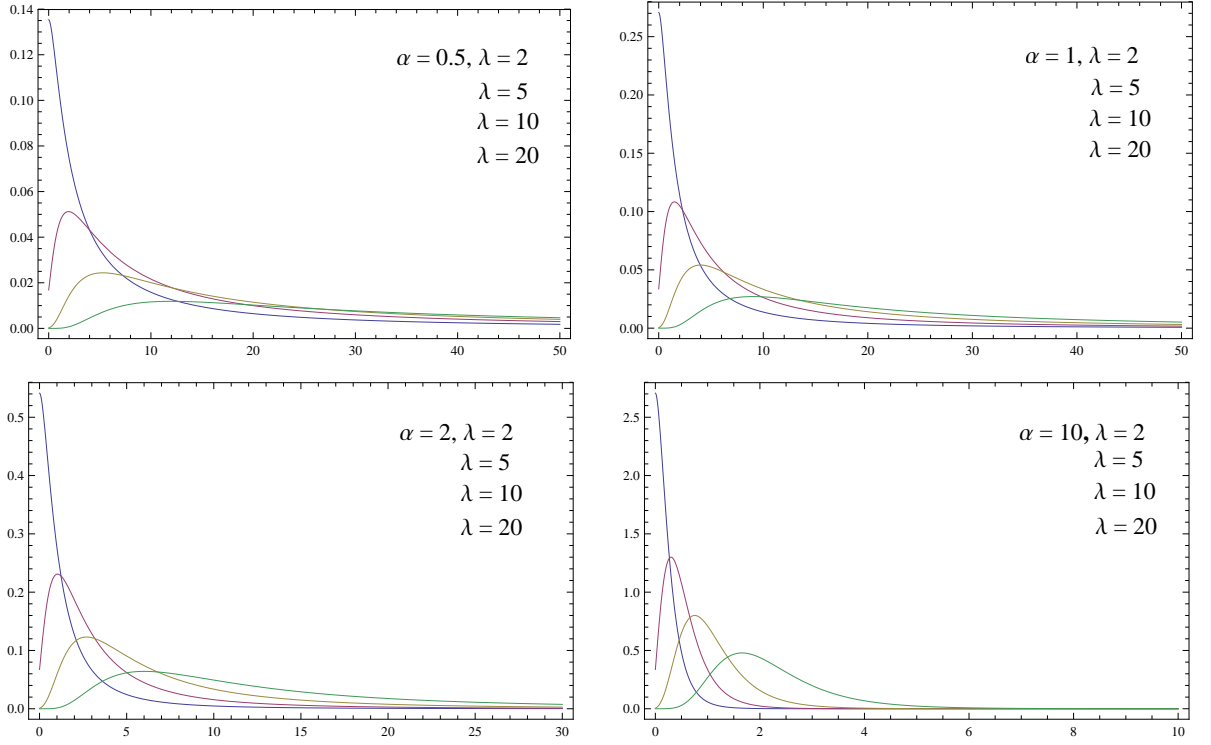 0.14
0.12
0.10
0.08
0.06
0.04
0.02
0.00
0 10 20 30 40 50
α = 0.5, λ = 2
λ = 5
λ = 10
λ = 20
0.25
0.20
0.15
0.10
0.05
0.00
0 10 20 30 40 50
α = 1, λ = 2
λ = 5
λ = 10
λ = 20
0.5
0.4
0.3
0.2
0.1
0.0
0 5 10 15 20 25 30
α = 2, λ = 2
λ = 5
λ = 10
λ = 20
2.5
2.0
1.5
1.0
0.5
0.0
0 2 4 6 8 10
α = 10, λ = 2
λ = 5
λ = 10
λ = 20